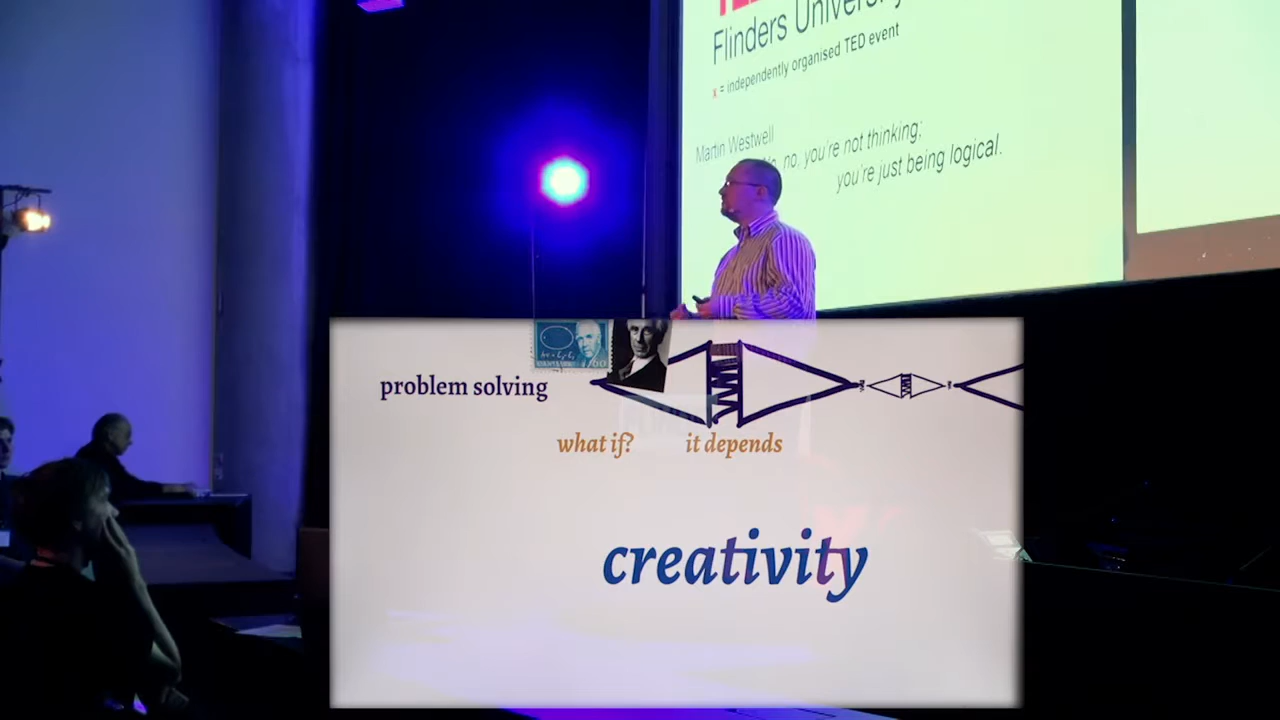 Flinders University
x = independently organised TED event
Martin Westwell
no, you're not thinking;
you're just being logical.
problem solving
what if?
it depends
creativity